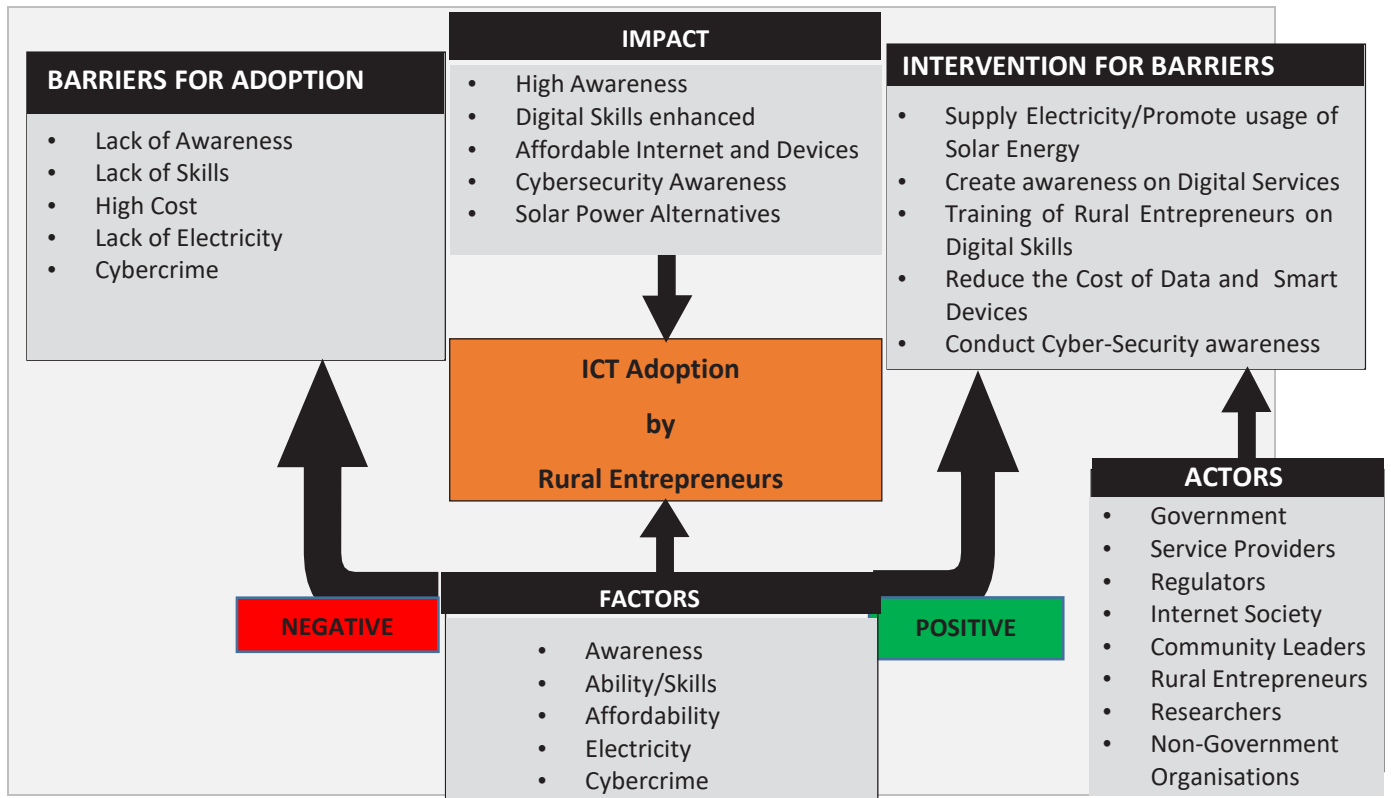 BARRIERS FOR ADOPTION
• Lack of Awareness
• Lack of Skills
• High Cost
• Lack of Electricity
• Cybercrime
IMPACT
• High Awareness
• Digital Skills enhanced
• Affordable Internet and Devices
• Cybersecurity Awareness
• Solar Power Alternatives
INTERVENTION FOR BARRIERS
• Supply Electricity/Promote usage of
Solar Energy
• Create awareness on Digital Services
• Training of Rural Entrepreneurs on
Digital Skills
• Reduce the Cost of Data and Smart
Devices
• Conduct Cyber-Security awareness
ICT Adoption
by
Rural Entrepreneurs
NEGATIVE
FACTORS
• Awareness
• Ability/Skills
• Affordability
• Electricity
• Cybercrime
POSITIVE
ACTORS
• Government
• Service Providers
• Regulators
• Internet Society
• Community Leaders
• Rural Entrepreneurs
• Researchers
• Non-Government
Organisations